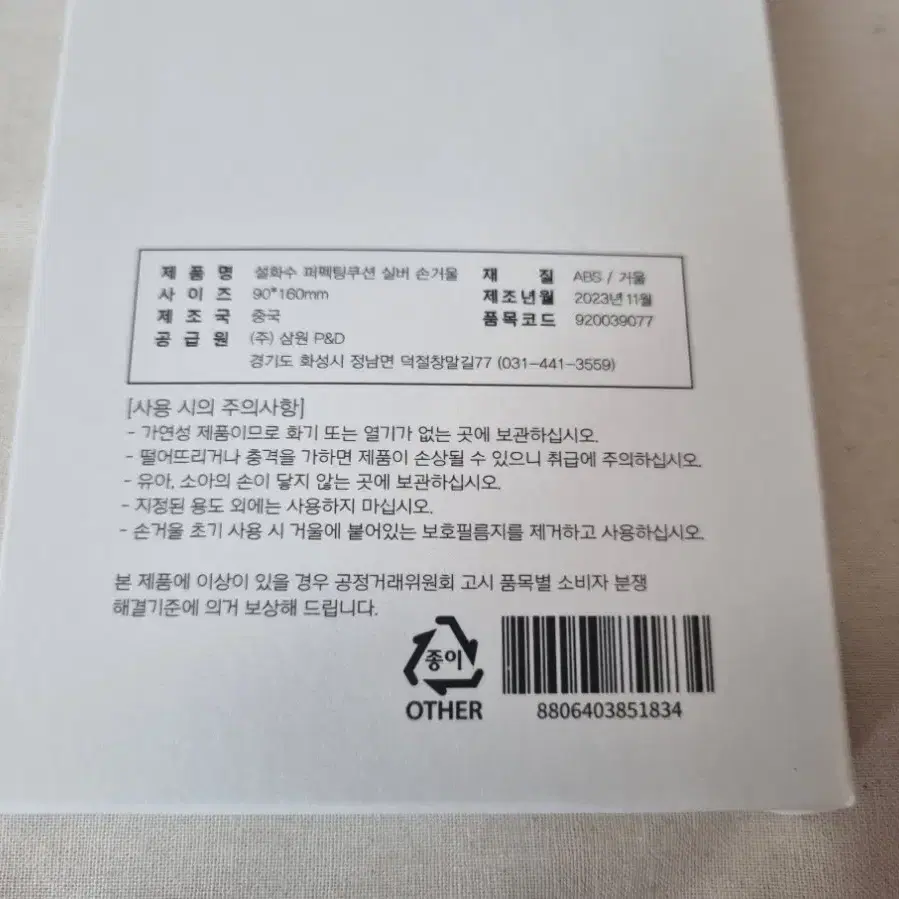 제 품 명 설화수 퍼펙팅쿠션 실버 손거울 재 질 ABS / 거울
사 이 즈 90*160mm 제조년월 2023년 11월
제 조 국 중국 품목코드 920039077
공 급 원 (주) 삼원 P&D
경기도 화성시 정남면 덕절창말길77 (031-441-3559)
[사용 시의 주의사항]
- 가연성 제품이므로 화기 또는 열기가 없는 곳에 보관하십시오.
- 떨어뜨리거나 충격을 가하면 제품이 손상될 수 있으니 취급에 주의하십시오.
- 유아, 소아의 손이 닿지 않는 곳에 보관하십시오.
- 지정된 용도 외에는 사용하지 마십시오.
- 손거울 초기 사용 시 거울에 붙어있는 보호필름지를 제거하고 사용하십시오.
본 제품에 이상이 있을 경우 공정거래위원회 고시 품목별 소비자 분쟁
해결기준에 의거 보상해 드립니다.
종이
OTHER
8806403851834